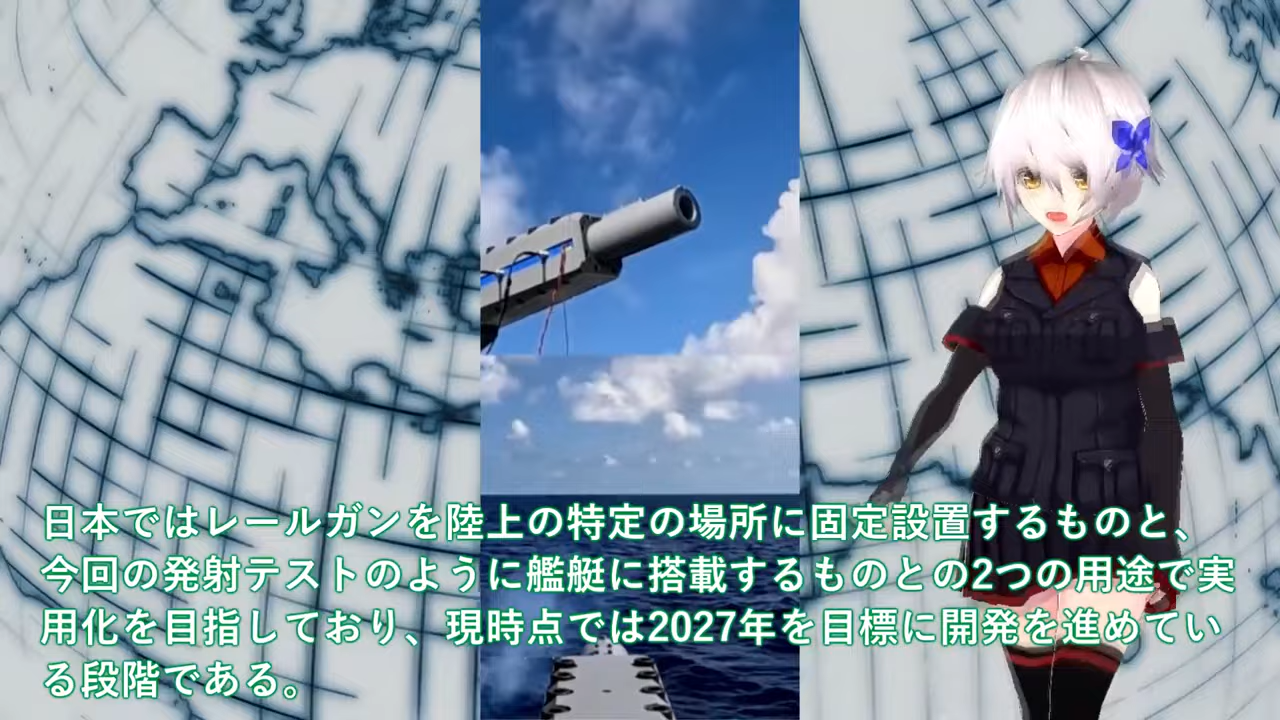 日本ではレールガンを陸上の特定の場所に固定設置するものと、
今回の発射テストのように艦艇に搭載するものとの2つの用途で実
用化を目指しており、現時点では2027年を目標に開発を進めてい
る段階である。